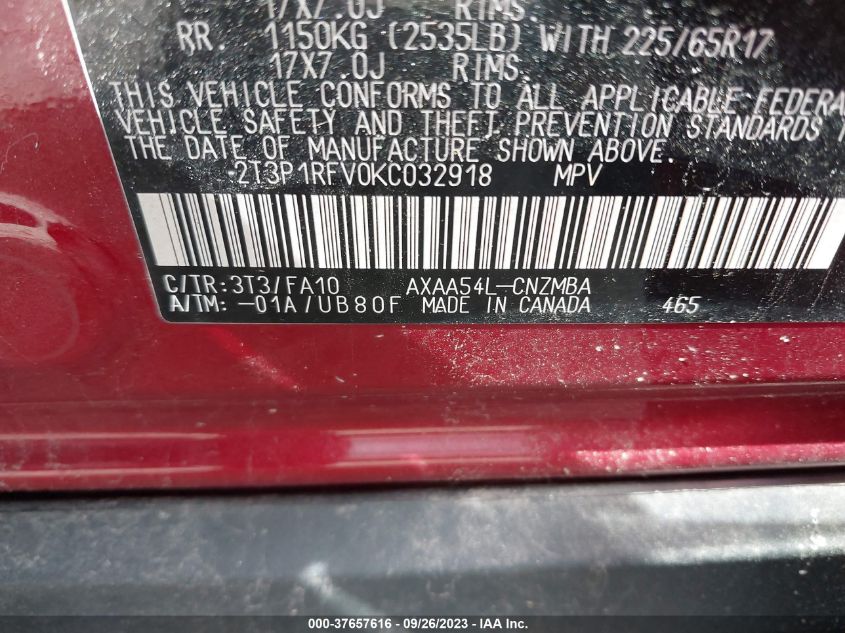 17X7.0J RIMS.
RR. 1150KG (2535LB) WITH 225/65R17
17X7.0J RIMS.
THIS VEHICLE CONFORMS TO ALL APPLICABLE FEDERA
VEHICLE SAFETY AND THEFT PREVENTION STANDARDS
THE DATE OF MANUFACTURE SHOWN ABOVE.
2T3P1RFV0KC032918 MPV
C/TR:3T3/FA10 AXAA54L-CNZMBA
A/TM: -01A/UB80F MADE IN CANADA 465
000-37657616 - 09/26/2023 - IAAI.COM